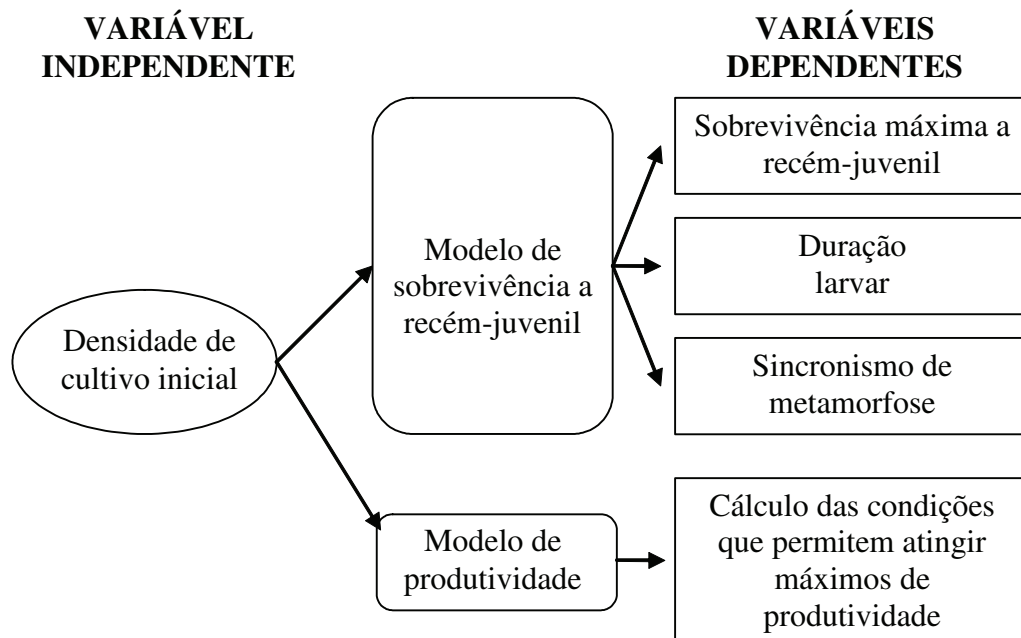 VARIÁVEL
INDEPENDENTE
VARIÁVEIS
DEPENDENTES
Densidade de
cultivo inicial
Modelo de
sobrevivência a
recém-juvenil
Sobrevivência máxima a
recém-juvenil
Duração
larvar
Sincronismo de
metamorfose
Modelo de
produtividade
Cálculo das condições
que permitem atingir
máximos de
produtividade